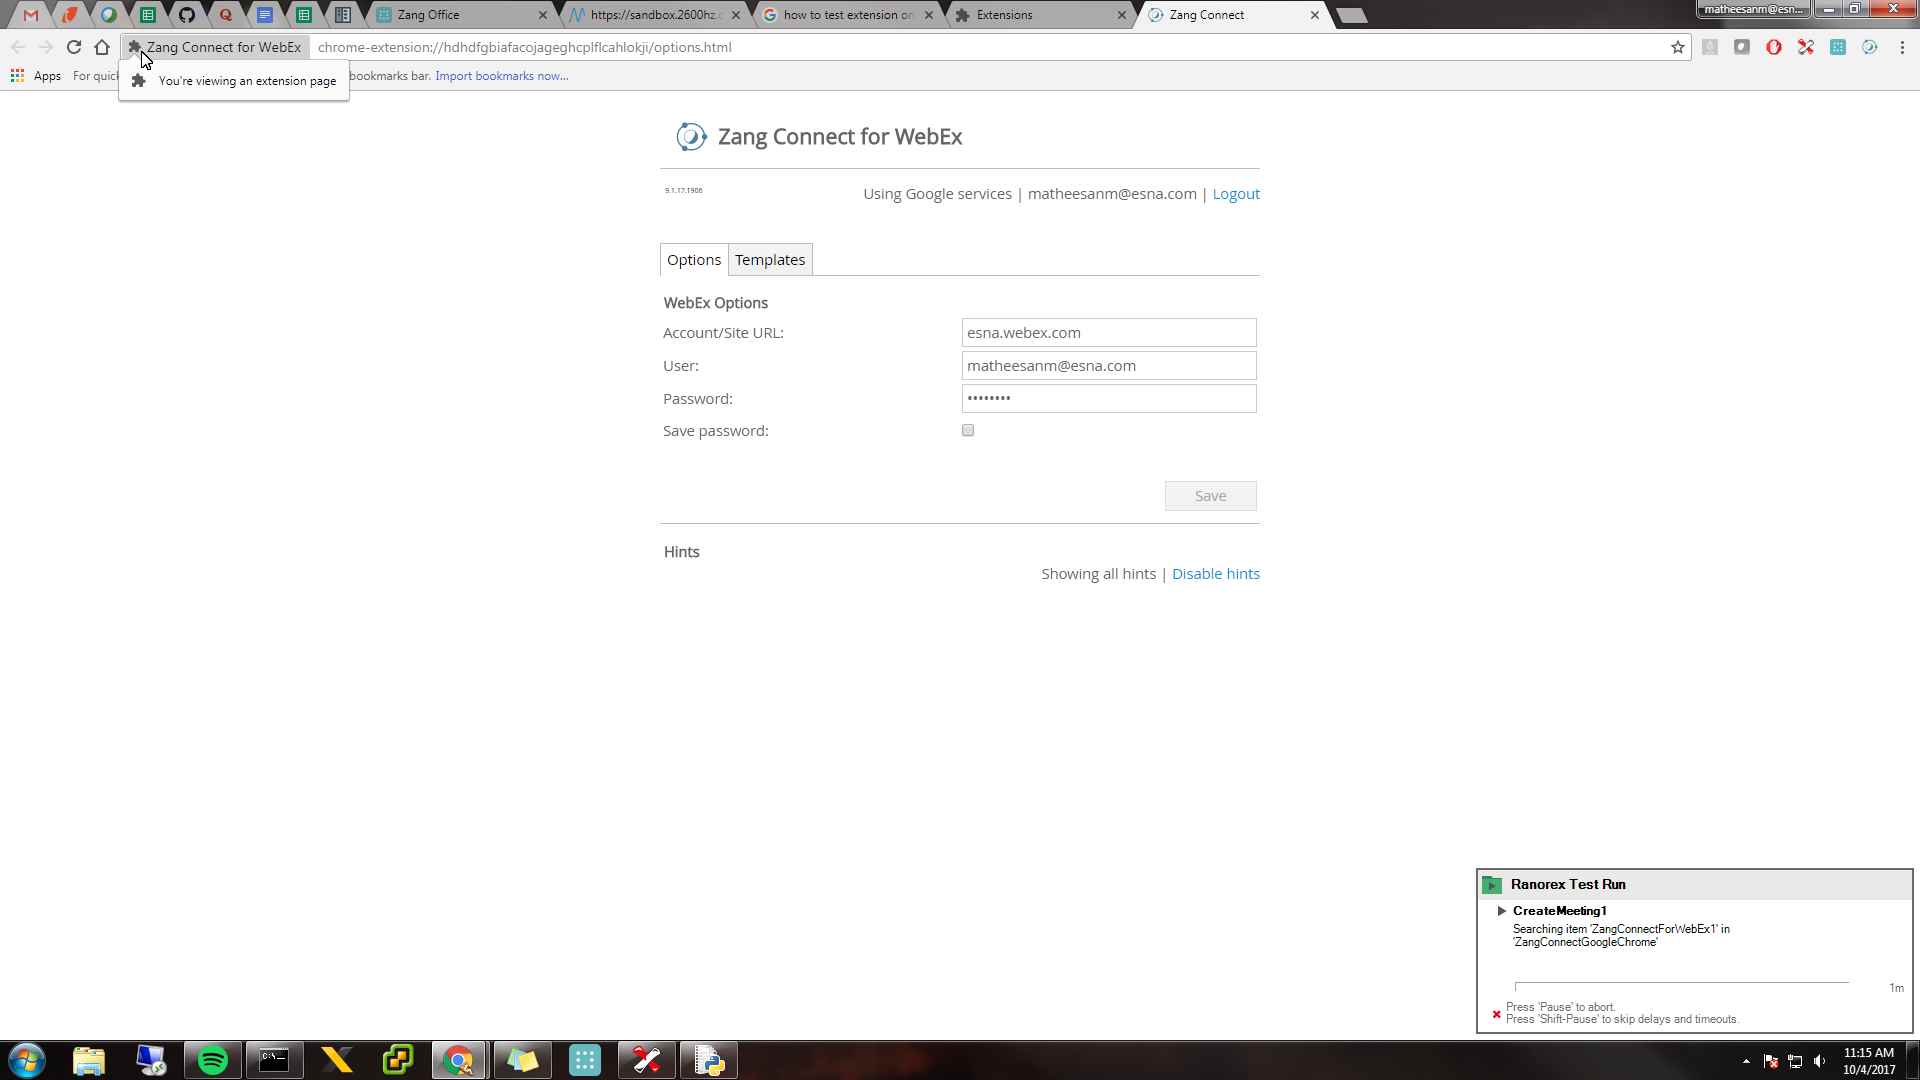 Zang Office
https://sandbox.2600hz.c
how to test extension on
Extensions
Zang Connect
matheesanm@esn...
Zang Connect for WebEx
chrome-extension://hdhdfgbiafacojageghcplflcahlokji/options.html
Apps
For quick
bookmarks bar.
Import bookmarks now...
You're viewing an extension page
Zang Connect for WebEx
9.1.17.1906
Using Google services | matheesanm@esna.com | Logout
Options
Templates
WebEx Options
Account/Site URL:
esna.webex.com
User:
matheesanm@esna.com
Password:
••••••••
Save password:
Save
Hints
Showing all hints | Disable hints
Ranorex Test Run
CreateMeeting1
Searching item 'ZangConnectForWebEx1' in
'ZangConnectGoogleChrome'
1m
Press 'Pause' to abort.
Press 'Shift-Pause' to skip delays and timeouts.
11:15 AM
10/4/2017